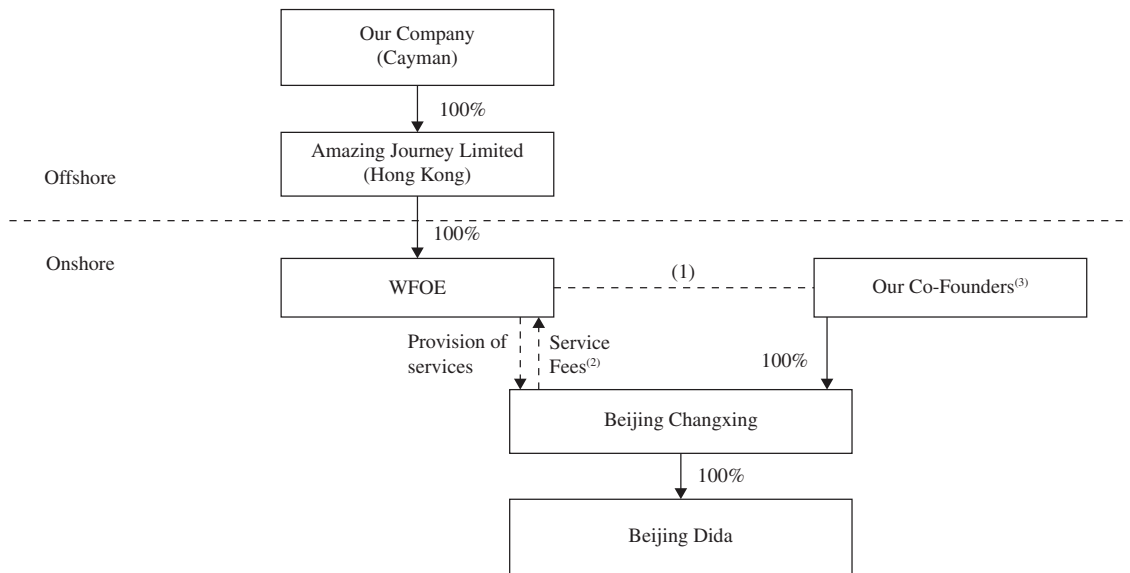 Our Company
(Cayman)
100%
Amazing Journey Limited
(Hong Kong)
Offshore
100%
Onshore
WFOE
(1)
Our Co-Founders(3)
Provision of
services
Service
Fees(2)
100%
Beijing Changxing
100%
Beijing Dida